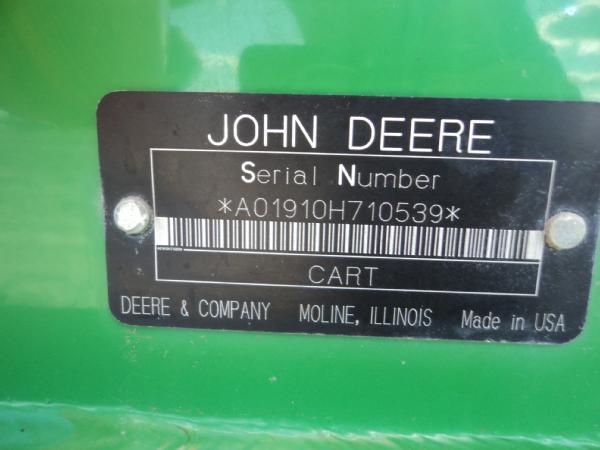 JOHN DEERE
Serial Number
*A01910H710539*
CART
DEERE & COMPANY MOLINE, ILLINOIS Made in USA